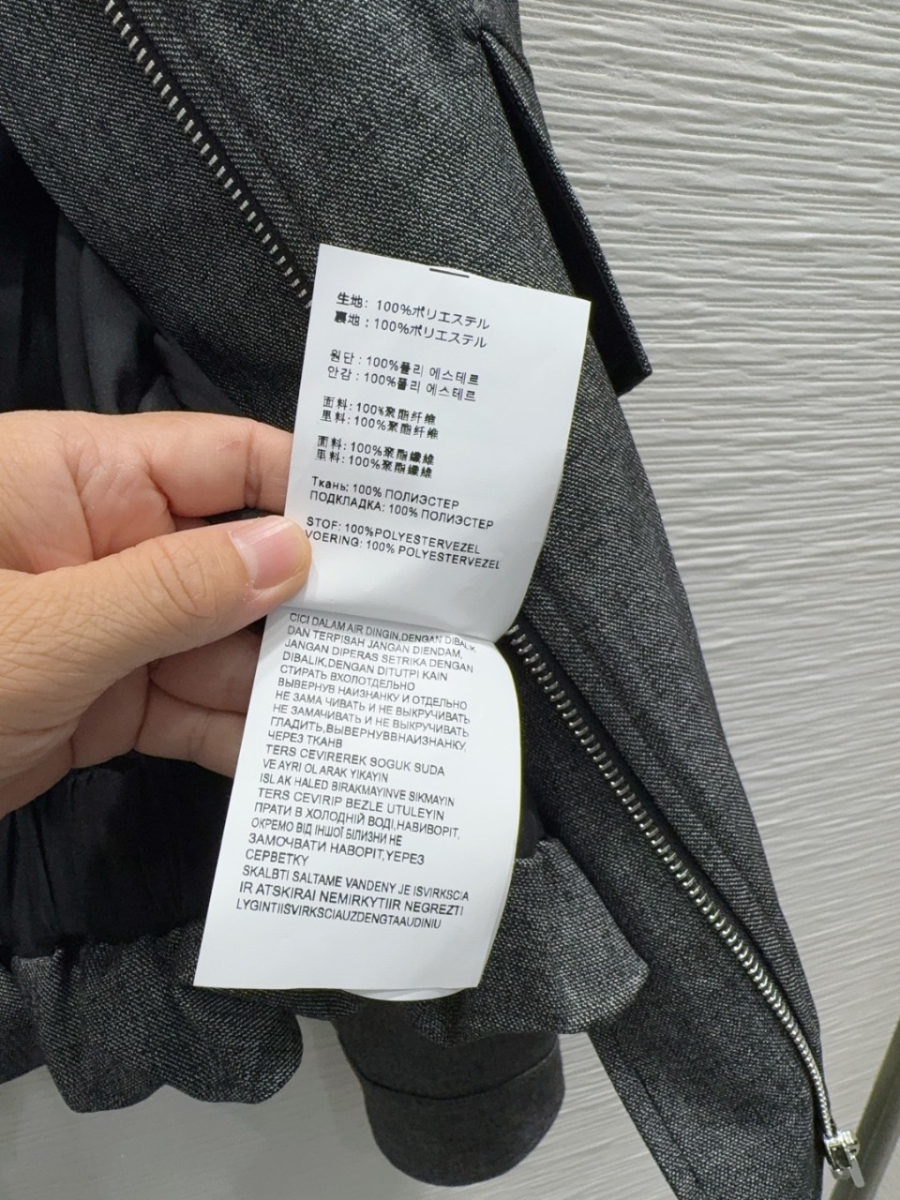 生地: 100%ポリエステル
裏地 : 100%ポリエステル
원단 : 100%폴리 에스테르
안감 : 100%폴리 에스테르
面料: 100%聚酯纤维
里料: 100%聚酯纤维
面料: 100%聚酯纖維
里料: 100%聚酯纖維
Ткань: 100% ПОЛИЭСТЕР
ПОДКЛАДКА: 100% ПОЛИЭСТЕР
STOF: 100%POLYESTERVEZEL
VOERING: 100% POLYESTERVEZEL
CICI DALAM AIR DINGIN,DENGAN DIBALIK
DAN TERPISAH JANGAN DIENDAM,
JANGAN DIPERAS SETRIKA DENGAN
DIBALIK,DENGAN DITUTPI KAIN
СТИРАТЬ ВХОЛОТДЕЛЬНО
ВЫВЕРНУВ НАИЗНАНКУ И ОТДЕЛЬНО
НЕ ЗАМА ЧИВАТЬ И НЕ ВЫКРУЧИВАТЬ
НЕ ЗАМАЧИВАТЬ И НЕ ВЫКРУЧИВАТЬ
ГЛАДИТЬ,ВЫВЕРНУВВНАИЗНАНКУ,
ЧЕРЕЗ ТКАНВ
TERS CEVIREREK SOGUK SUDA
VE AYRI OLARAK YIKAYIN
ISLAK HALED BIRAKMAYINVE SIKMAYIN
TERS CEVIRIP BEZLE UTULEYIN
ПРАТИ В ХОЛОДНІЙ ВОДІ,НАВИВОРІТ,
ОКРЕМО ВІД ІНШОЇ БІЛИЗНИ НЕ
ЗАМОЧВАТИ НАВОРІТ,ЧЕРЕЗ
СЕРВЕТКУ
SKALBTI SALTAME VANDENY JE ISVIRKSCIA
IR ATSKIRAI NEMIRKYTIIR NEGREZTI
LYGINTIISVIRKSCIAUZDENGTAAUDINIU